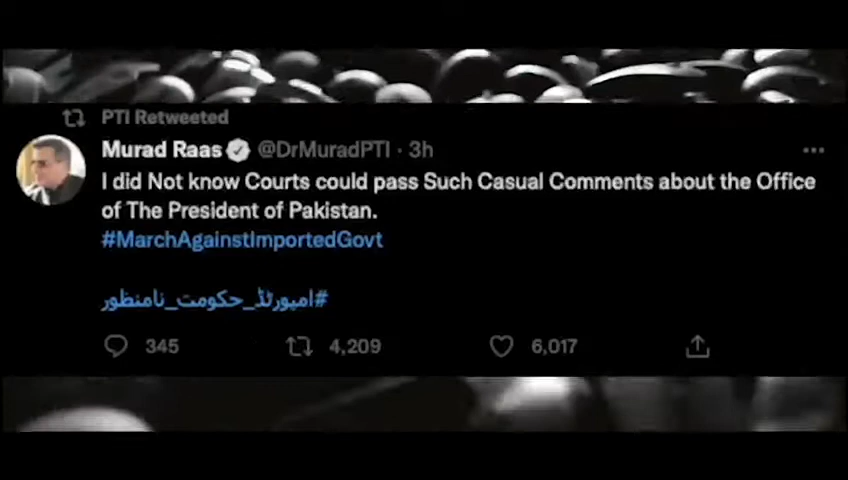 PTI Retweeted
Murad Raas @DrMuradPTI · 3h
I did Not know Courts could pass Such Casual Comments about the Office
of The President of Pakistan.
#MarchAgainstImportedGovt
#امپورٹڈ_حکومت_نامنظور
345 4,209 6,017